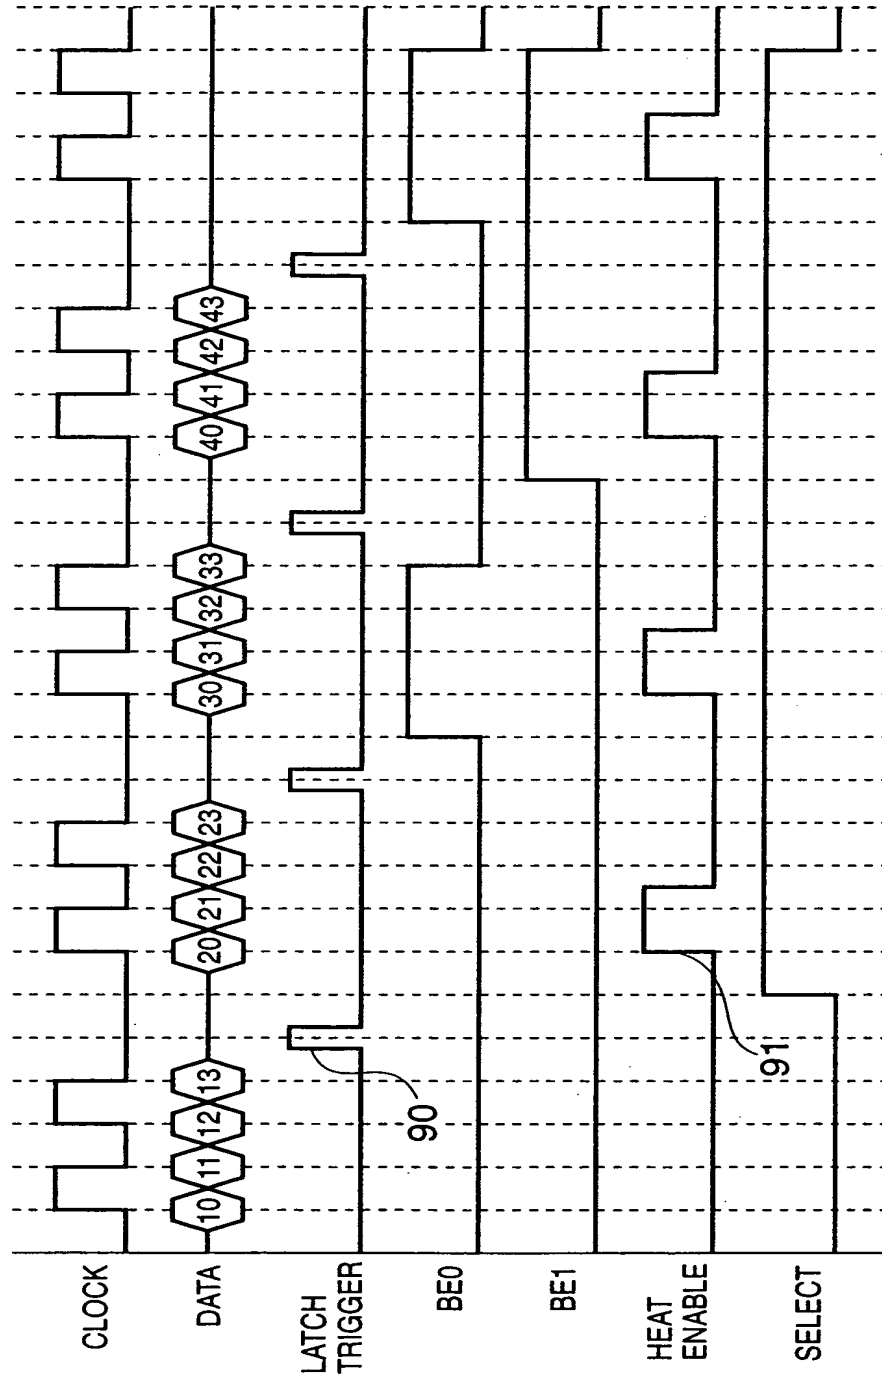 CLOCK
DATA
10 11 12 13 20 21 22 23 30 31 32 33 40 41 42 43
LATCH
TRIGGER
90
BE0
BE1
HEAT
ENABLE
91
SELECT